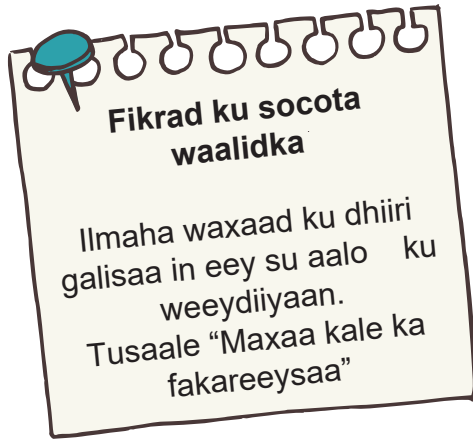 Fikrad ku socota
waalidka
Ilmaha waxaad ku dhiiri
galisaa in eey su aalo ku
weeydiiyaan.
Tusaale “Maxaa kale ka
fakareeysaa”